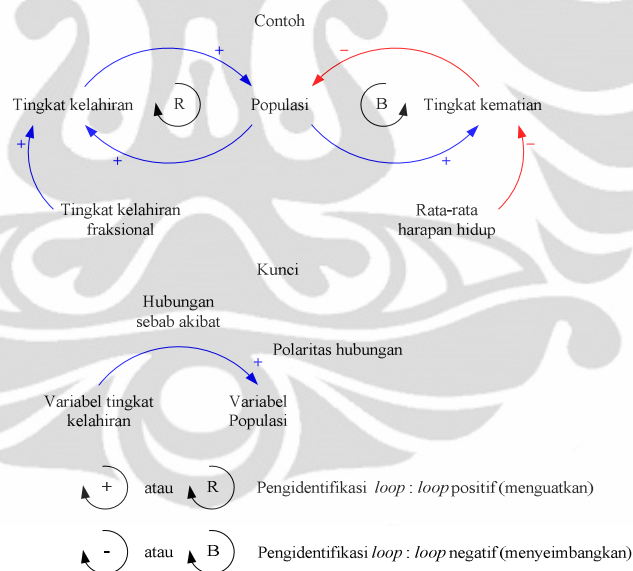 Contoh
+
–
Tingkat kelahiran
R
Populasi
B
Tingkat kematian
+
+
+
–
Tingkat kelahiran
fraksional
Rata-rata
harapan hidup
Kunci
Hubungan
sebab akibat
+
Polaritas hubungan
Variabel tingkat
kelahiran
Variabel
Populasi
+ atau R Pengidentifikasi loop : loop positif (menguatkan)
- atau B Pengidentifikasi loop : loop negatif (menyeimbangkan)